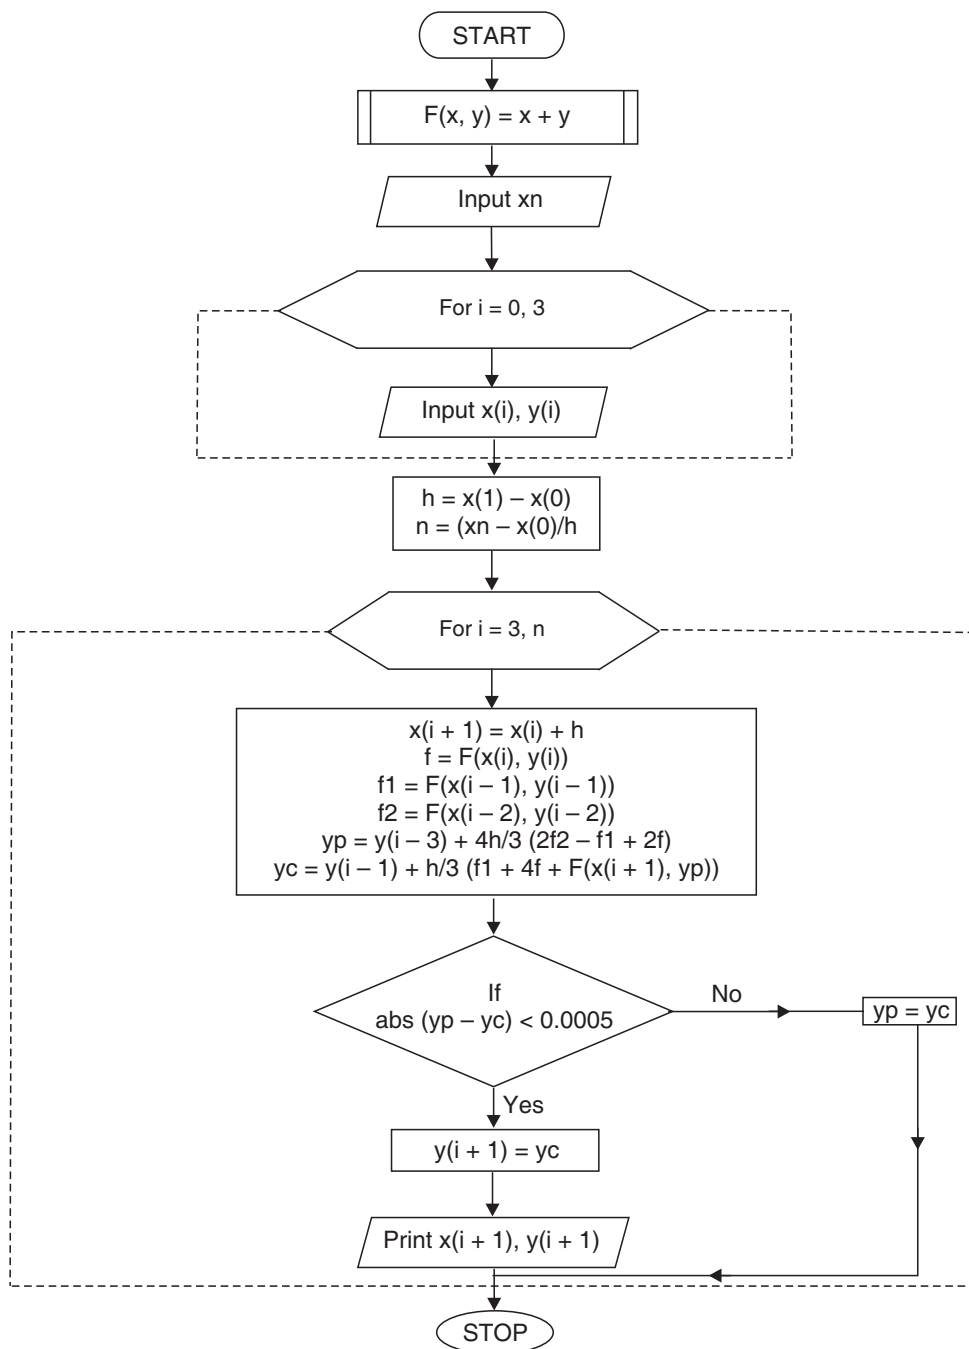 START
F(x, y) = x + y
Input xn
For i = 0, 3
Input x(i), y(i)
h = x(1) – x(0)
n = (xn – x(0)/h
For i = 3, n
x(i + 1) = x(i) + h
f = F(x(i), y(i))
f1 = F(x(i – 1), y(i – 1))
f2 = F(x(i – 2), y(i – 2))
yp = y(i – 3) + 4h/3 (2f2 – f1 + 2f)
yc = y(i – 1) + h/3 (f1 + 4f + F(x(i + 1), yp))
If
abs (yp – yc) < 0.0005
No
yp = yc
Yes
y(i + 1) = yc
Print x(i + 1), y(i + 1)
STOP